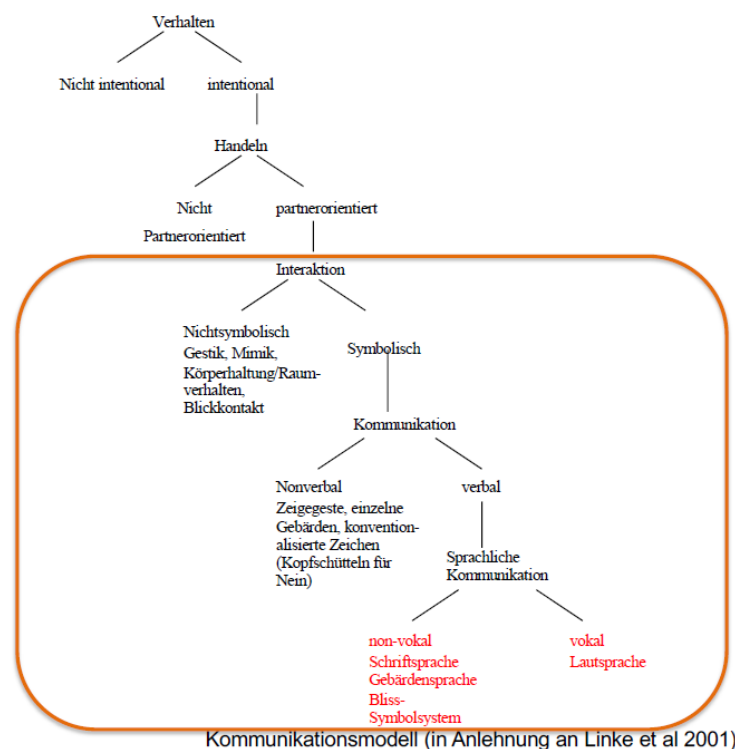 Verhalten
Nicht intentional
intentional
Handeln
Nicht
Partnerorientiert
partnerorientiert
Interaktion
Nichtsymbolisch
Gestik, Mimik,
Körperhaltung/Raum-
verhalten,
Blickkontakt
Symbolisch
Kommunikation
Nonverbal
Zeigegeste, einzelne
Gebärden, konvention-
alisierte Zeichen
(Kopfschütteln für
Nein)
verbal
Sprachliche
Kommunikation
non-vokal
Schriftsprache
Gebärdensprache
Bliss-
Symbolsystem
vokal
Lautsprache
Kommunikationsmodell (in Anlehnung an Linke et al 2001)